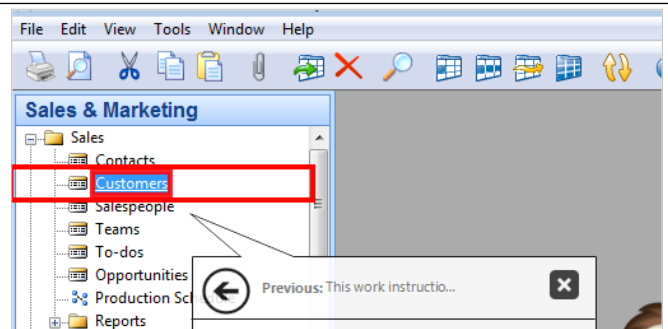 File Edit View Tools Window Help
Sales & Marketing
Sales
Contacts
Customers
Salespeople
Teams
To-dos
Opportunities
Production Sch
Reports
Previous: This work instructio...